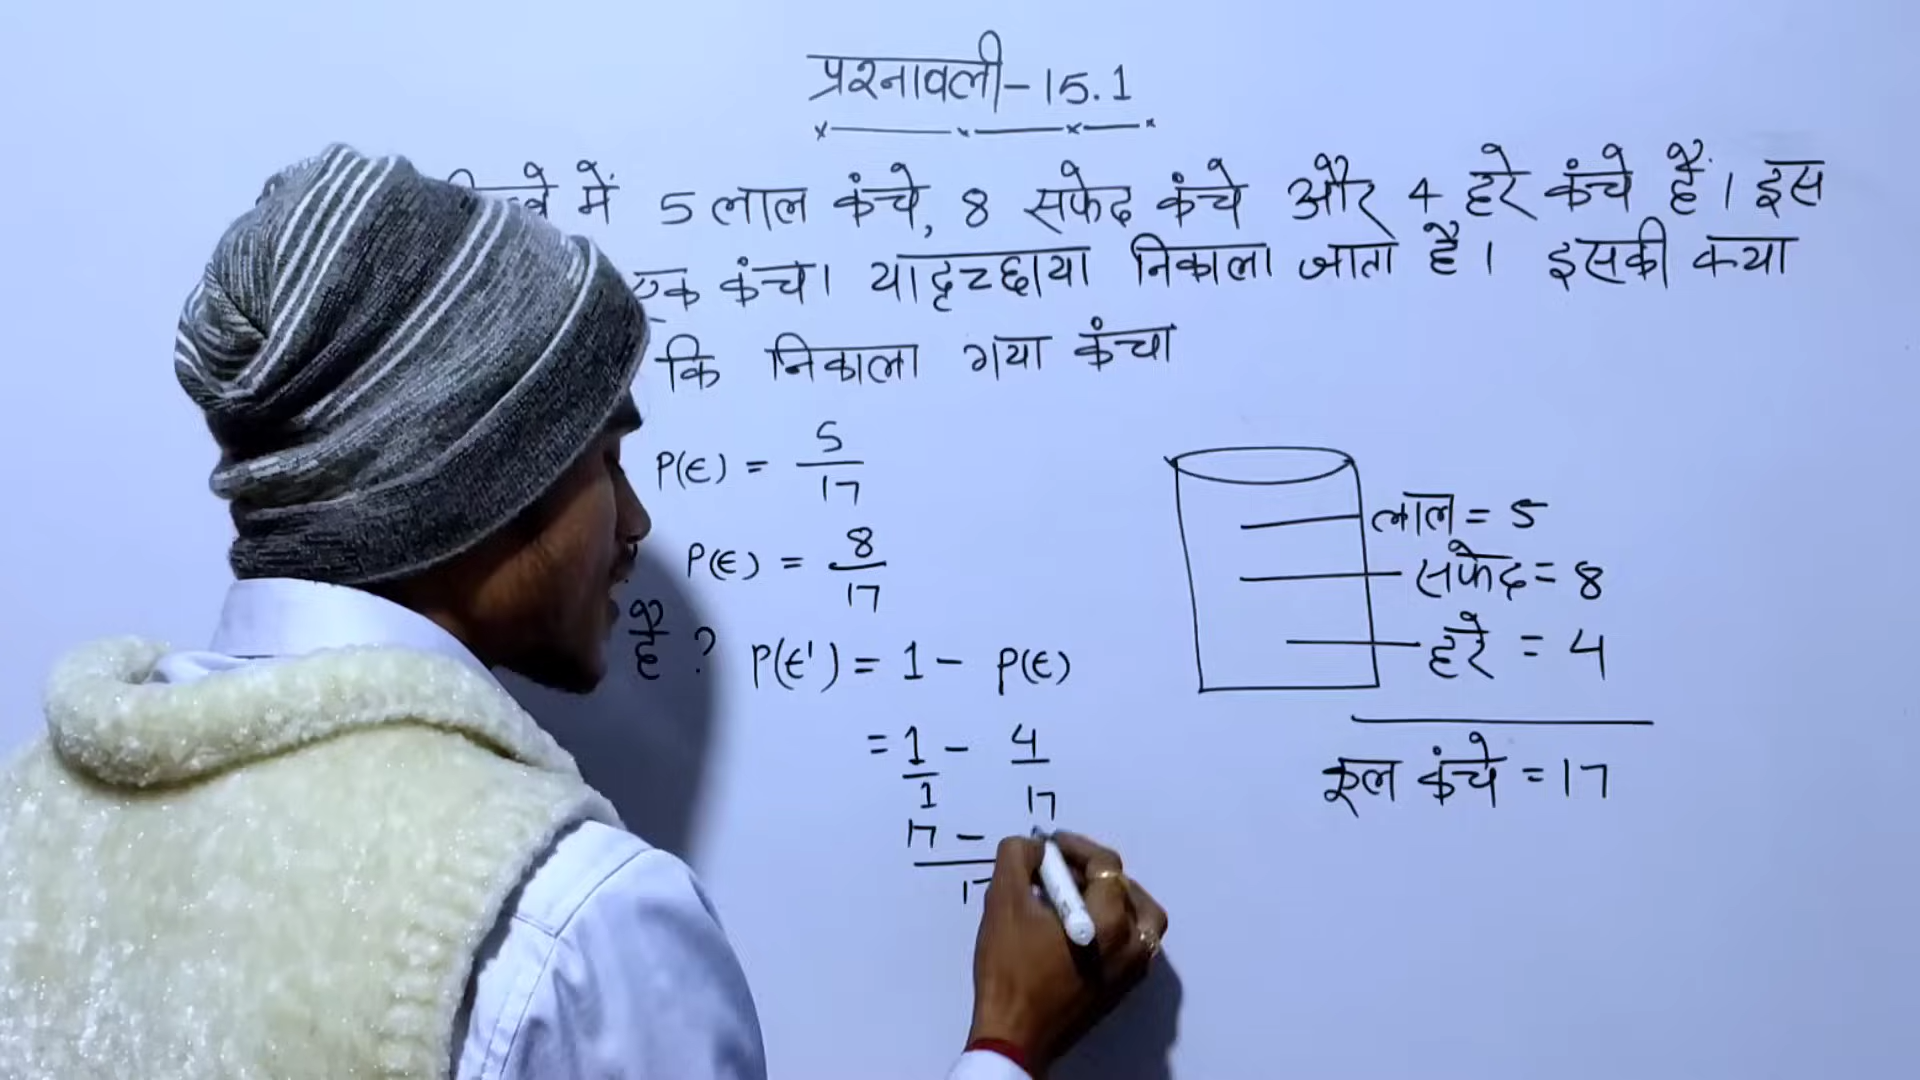 प्रश्नावली-15.1
में 5 लाल कंचे, 8 सफेद कंचे और 4 हरे कंचे हैं। इस
एक कंचा यादृच्छाया निकाला जाता है। इसकी क्या
कि निकाला गया कंचा
P(E) = 5/17
P(E) = 8/17
है ? P(E') = 1 - P(E)
= 1/1 - 4/17
17 -
लाल = 5
सफेद = 8
हरे = 4
कुल कंचे = 17